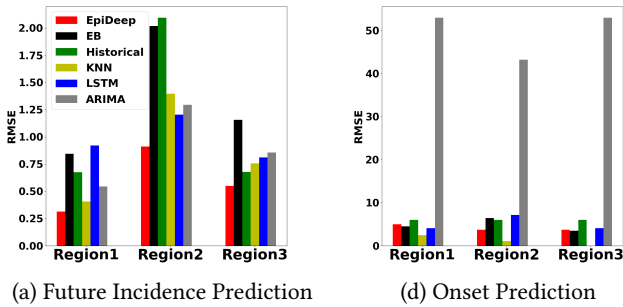 EpiDeep
EB
Historical
KNN
LSTM
ARIMA
RMSE
2.00
1.75
1.50
1.25
1.00
0.75
0.50
0.25
0.00
Region1 Region2 Region3
(a) Future Incidence Prediction
RMSE
50
40
30
20
10
0
Region1 Region2 Region3
(d) Onset Prediction